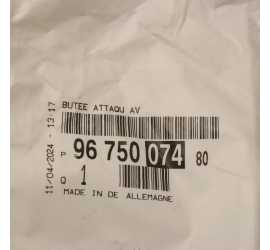 BUTEE ATTAQU AV
11/04/2024 - 13:17
P 96 750 074 80
Q 1
MADE IN DE ALLEMAGNE